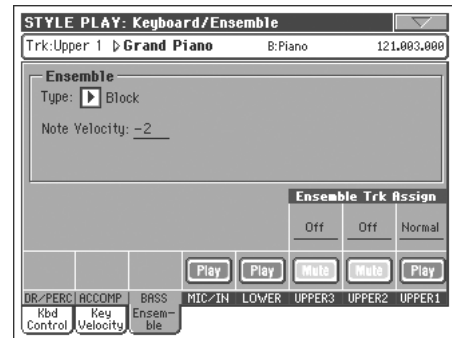 STYLE PLAY: Keyboard/Ensemble
Trk:Upper 1 Grand Piano B:Piano 121.003.000
Ensemble
Type: Block
Note Velocity: -2
Ensemble Trk Assign
Off Off Normal
Play Play Mute Mute Play
DR/PERC ACCOMP BASS MIC/IN LOWER UPPER3 UPPER2 UPPER1
Kbd Key Ensem-
Control Velocity ble